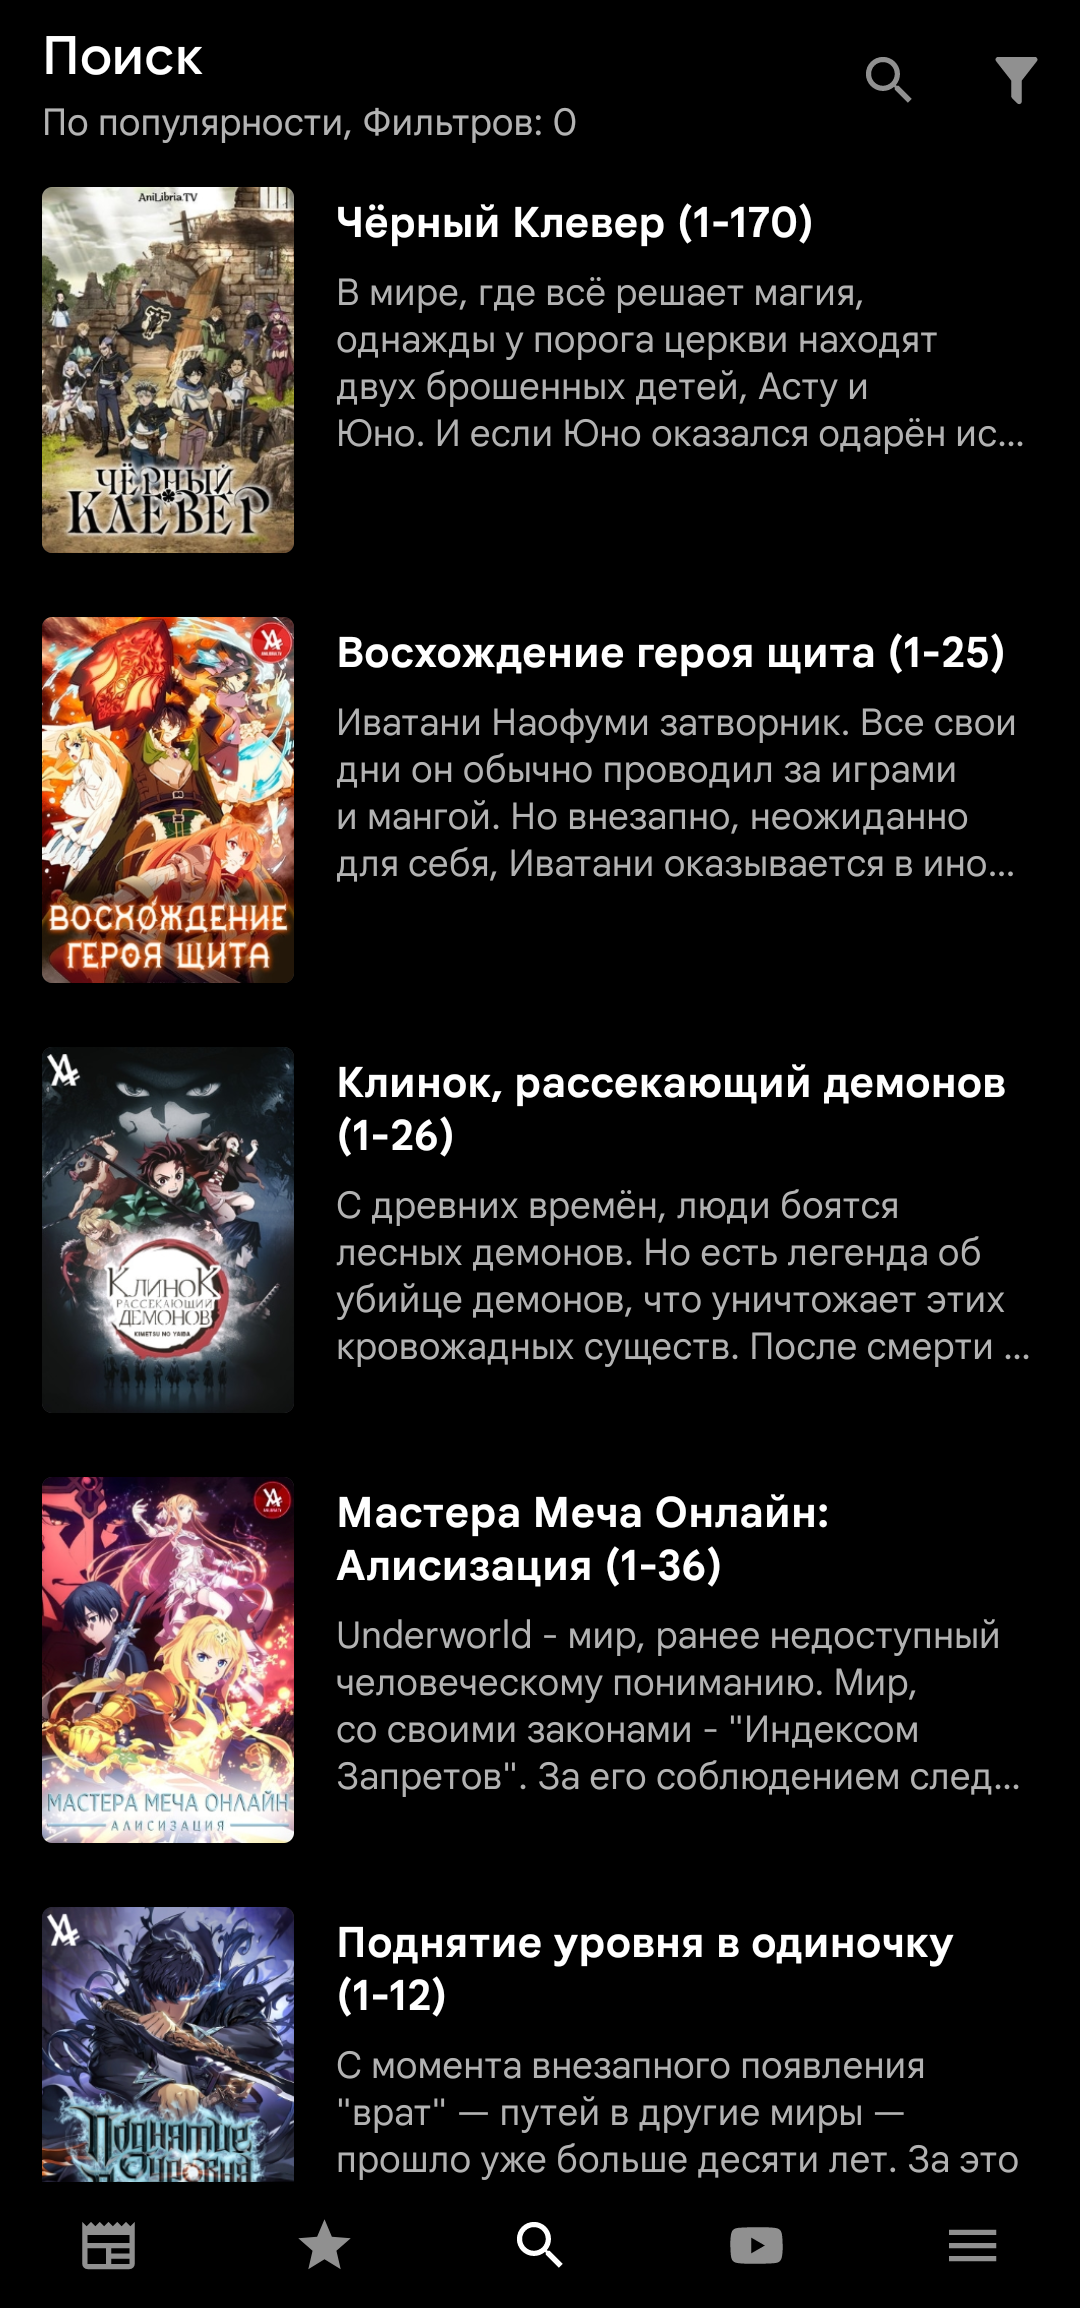 Поиск
По популярности, Фильтров: 0
AniLibria.TV
ЧЁРНЫЙ
КЛЕВЕР
Чёрный Клевер (1-170)
В мире, где всё решает магия,
однажды у порога церкви находят
двух брошенных детей, Асту и
Юно. И если Юно оказался одарён ис...
ВОСХОЖДЕНИЕ
ГЕРОЯ ЩИТА
Восхождение героя щита (1-25)
Иватани Наофуми затворник. Все свои
дни он обычно проводил за играми
и мангой. Но внезапно, неожиданно
для себя, Иватани оказывается в ино...
КЛИНОК
РАССЕКАЮЩИЙ
ДЕМОНОВ
KIMETSU NO YAIBA
Клинок, рассекающий демонов
(1-26)
С древних времён, люди боятся
лесных демонов. Но есть легенда об
убийце демонов, что уничтожает этих
кровожадных существ. После смерти ...
МАСТЕРА МЕЧА ОНЛАЙН
АЛИСИЗАЦИЯ
Мастера Меча Онлайн:
Алисизация (1-36)
Underworld - мир, ранее недоступный
человеческому пониманию. Мир,
со своими законами - "Индексом
Запретов". За его соблюдением след...
Поднятие
Поднятие уровня в одиночку
(1-12)
С момента внезапного появления
"врат" — путей в другие миры —
прошло уже больше десяти лет. За это